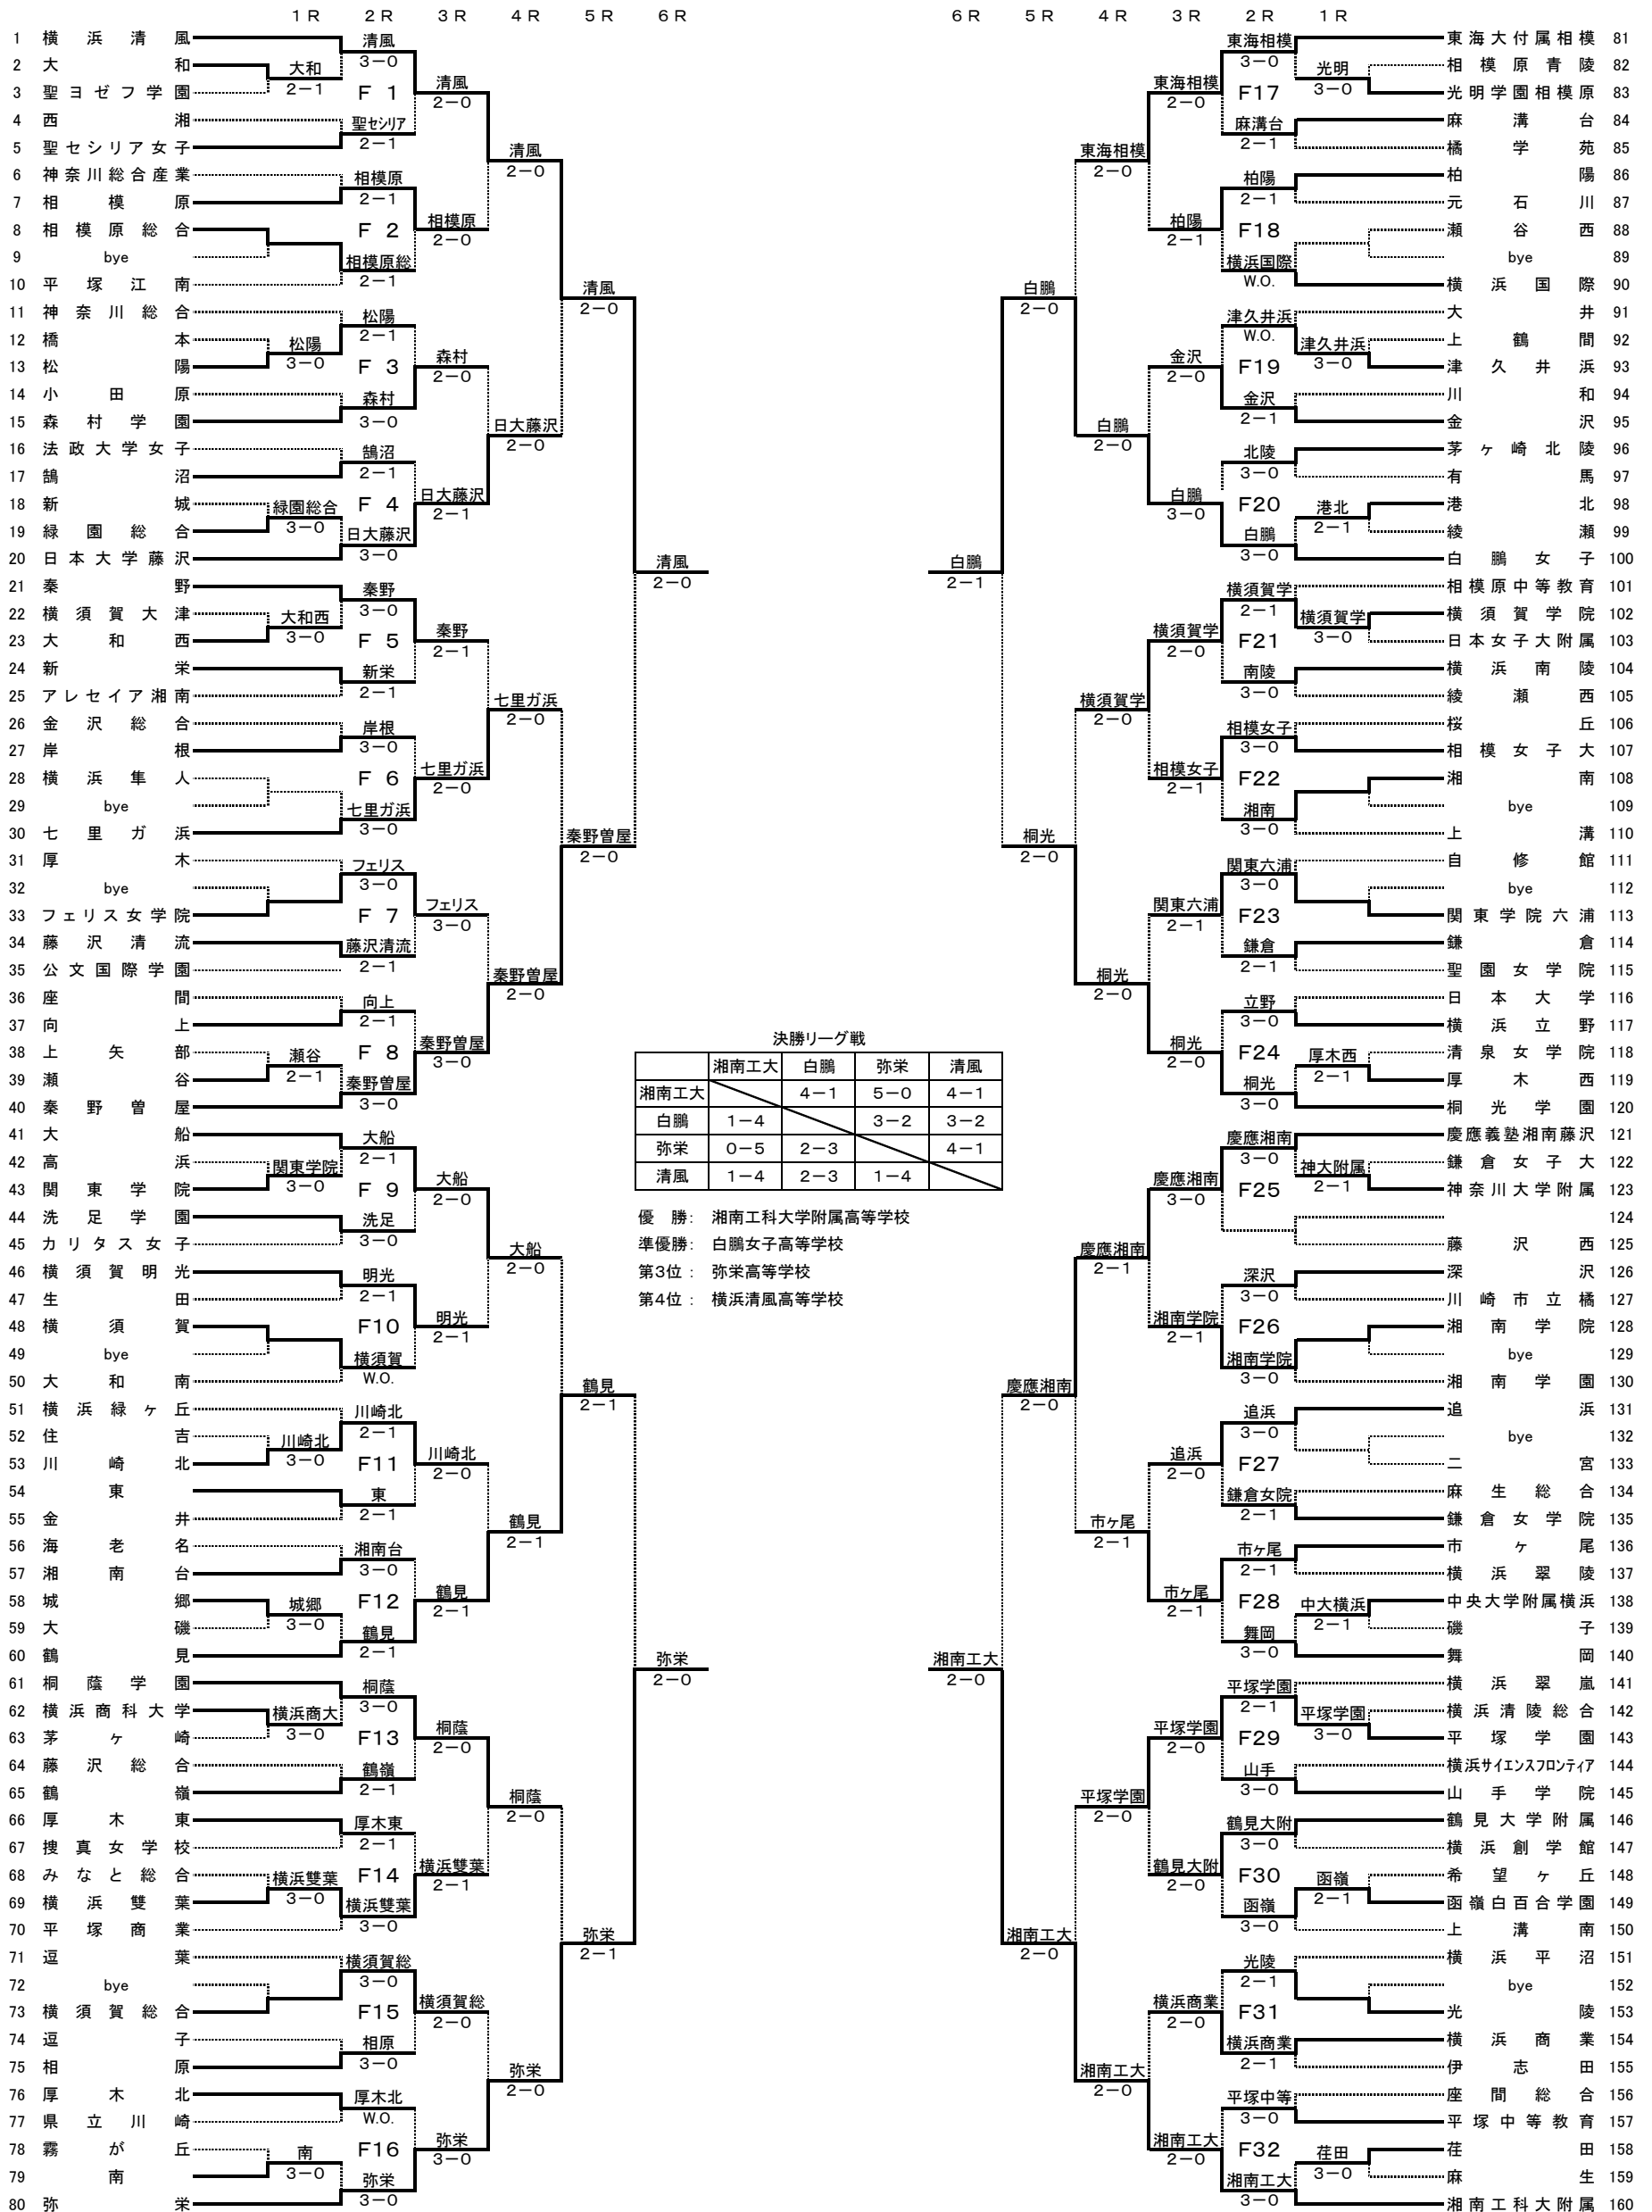 1R 2R 3R 4R 5R 6R 6R 5R 4R 3R 2R 1R
1 横浜清風
2 大和
3 聖ヨゼフ学園
4 西湘
5 聖セシリア女子
6 神奈川総合産業
7 相模原
8 相模原総合
9 bye
10 平塚江南
11 神奈川総合
12 橋本
13 松陽
14 小田原
15 森村学園
16 法政大学女子
17 鵠沼
18 新城
19 緑園総合
20 日本大学藤沢
21 秦野
22 横須賀大津
23 大和西
24 新栄
25 アレセイア湘南
26 金沢総合
27 岸根
28 横浜隼人
29 bye
30 七里ガ浜
31 厚木
32 bye
33 フェリス女学院
34 藤沢清流
35 公文国際学園
36 座間
37 向上
38 上矢部
39 瀬谷
40 秦野曽屋
41 大船
42 高浜
43 関東学院
44 洗足学園
45 カリタス女子
46 横須賀明光
47 生田
48 横須賀
49 bye
50 大和南
51 横浜緑ヶ丘
52 住吉
53 川崎北
54 東
55 金井
56 海老名
57 湘南台
58 城郷
59 大磯
60 鶴見
61 桐蔭学園
62 横浜商科大学
63 茅ヶ崎
64 藤沢総合
65 鶴嶺
66 厚木東
67 捜真女学校
68 みなと総合
69 横浜雙葉
70 平塚商業
71 逗葉
72 bye
73 横須賀総合
74 逗子
75 相原
76 厚木北
77 県立川崎
78 霧が丘
79 南
80 弥栄
大和
2-1
松陽
3-0
緑園総合
3-0
大和西
3-0
瀬谷
2-1
関東学院
3-0
川崎北
3-0
城郷
3-0
横浜商大
3-0
横浜雙葉
3-0
南
3-0
清風
3-0
F 1
聖セシリア
2-1
相模原
2-1
F 2
相模原総
2-1
松陽
2-1
F 3
森村
3-0
鵠沼
2-1
F 4
日大藤沢
3-0
秦野
3-0
F 5
新栄
2-1
岸根
3-0
F 6
七里ガ浜
3-0
フェリス
3-0
F 7
藤沢清流
2-1
向上
2-1
F 8
秦野曽屋
3-0
大船
2-1
F 9
洗足
3-0
明光
2-1
F10
横須賀
W.O.
川崎北
2-1
F11
東
2-1
湘南台
3-0
F12
鶴見
2-1
桐蔭
3-0
F13
鶴嶺
2-1
厚木東
2-1
F14
横浜雙葉
3-0
横須賀総
3-0
F15
相原
3-0
厚木北
W.O.
F16
弥栄
3-0
清風
2-0
相模原
2-0
森村
2-0
日大藤沢
2-1
秦野
2-1
七里ガ浜
2-0
フェリス
3-0
秦野曽屋
3-0
大船
2-0
明光
2-1
川崎北
2-0
鶴見
2-1
桐蔭
2-0
横浜雙葉
2-1
横須賀総
2-0
弥栄
3-0
清風
2-0
日大藤沢
2-0
七里ガ浜
2-0
秦野曽屋
2-0
大船
2-0
鶴見
2-1
桐蔭
2-0
弥栄
2-0
清風
2-0
秦野曽屋
2-0
鶴見
2-1
弥栄
2-1
清風
2-0
弥栄
2-0
決勝リーグ戦
湘南工大 白鵬 弥栄 清風
湘南工大 4-1 5-0 4-1
白鵬 1-4 3-2 3-2
弥栄 0-5 2-3 4-1
清風 1-4 2-3 1-4
優勝: 湘南工科大学附属高等学校
準優勝: 白鵬女子高等学校
第3位: 弥栄高等学校
第4位: 横浜清風高等学校
白鵬
2-1
湘南工大
2-0
白鵬
2-0
桐光
2-0
慶應湘南
2-0
湘南工大
2-0
東海相模
2-0
白鵬
2-0
横須賀学
2-0
桐光
2-0
慶應湘南
2-1
市ヶ尾
2-1
平塚学園
2-0
湘南工大
2-0
東海相模
2-0
柏陽
2-1
金沢
2-0
白鵬
3-0
横須賀学
2-0
相模女子
2-1
関東六浦
2-1
桐光
2-0
慶應湘南
3-0
湘南学院
2-1
追浜
2-0
市ヶ尾
2-1
平塚学園
2-0
鶴見大附
2-0
横浜商業
2-0
湘南工大
2-0
東海相模
3-0
F17
麻溝台
2-1
柏陽
2-1
F18
横浜国際
W.O.
津久井浜
W.O.
F19
金沢
2-1
北陵
3-0
F20
白鵬
3-0
横須賀学
2-1
F21
南陵
3-0
相模女子
3-0
F22
湘南
3-0
関東六浦
3-0
F23
鎌倉
2-1
立野
3-0
F24
桐光
3-0
慶應湘南
3-0
F25
深沢
3-0
F26
湘南学院
3-0
追浜
3-0
F27
鎌倉女院
2-1
市ヶ尾
2-1
F28
舞岡
3-0
平塚学園
2-1
F29
山手
3-0
鶴見大附
3-0
F30
函嶺
3-0
光陵
2-1
F31
横浜商業
2-1
平塚中等
3-0
F32
湘南工大
3-0
光明
3-0
津久井浜
3-0
港北
2-1
横須賀学
3-0
厚木西
2-1
神大附属
2-1
中大横浜
2-1
平塚学園
3-0
函嶺
2-1
荏田
3-0
東海大付属相模 81
相模原青陵 82
光明学園相模原 83
麻溝台 84
橘学苑 85
柏陽 86
元石川 87
瀬谷西 88
bye 89
横浜国際 90
大井 91
上鶴間 92
津久井浜 93
川和 94
金沢 95
茅ヶ崎北陵 96
有馬 97
港北 98
綾瀬 99
白鵬女子 100
相模原中等教育 101
横須賀学院 102
日本女子大附属 103
横浜南陵 104
綾瀬西 105
桜丘 106
相模女子大 107
湘南 108
bye 109
上溝 110
自修館 111
bye 112
関東学院六浦 113
鎌倉 114
聖園女学院 115
日本大学 116
横浜立野 117
清泉女学院 118
厚木西 119
桐光学園 120
慶應義塾湘南藤沢 121
鎌倉女子大 122
神奈川大学附属 123
124
藤沢西 125
深沢 126
川崎市立橘 127
湘南学院 128
bye 129
湘南学園 130
追浜 131
bye 132
二宮 133
麻生総合 134
鎌倉女学院 135
市ヶ尾 136
横浜翠陵 137
中央大学附属横浜 138
磯子 139
舞岡 140
横浜翠嵐 141
横浜清陵総合 142
平塚学園 143
横浜サイエンスフロンティア 144
山手学院 145
鶴見大学附属 146
横浜創学館 147
希望ヶ丘 148
函嶺白百合学園 149
上溝南 150
横浜平沼 151
bye 152
光陵 153
横浜商業 154
伊志田 155
座間総合 156
平塚中等教育 157
荏田 158
麻生 159
湘南工科大附属 160